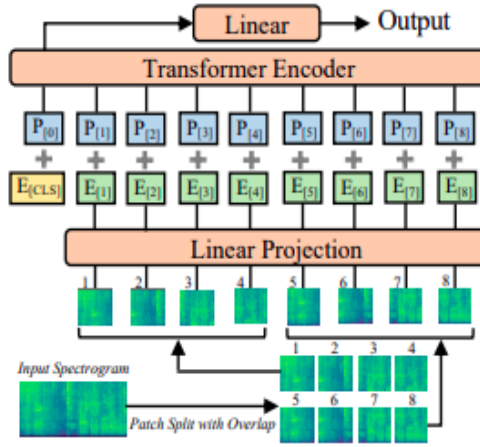 Linear Output
Transformer Encoder
P[0] P[1] P[2] P[3] P[4] P[5] P[6] P[7] P[8]
+ + + + + + + + +
E[CLS] E[1] E[2] E[3] E[4] E[5] E[6] E[7] E[8]
Linear Projection
1 2 3 4 5 6 7 8
1 2 3 4
Input Spectrogram
5 6 7 8
Patch Split with Overlap